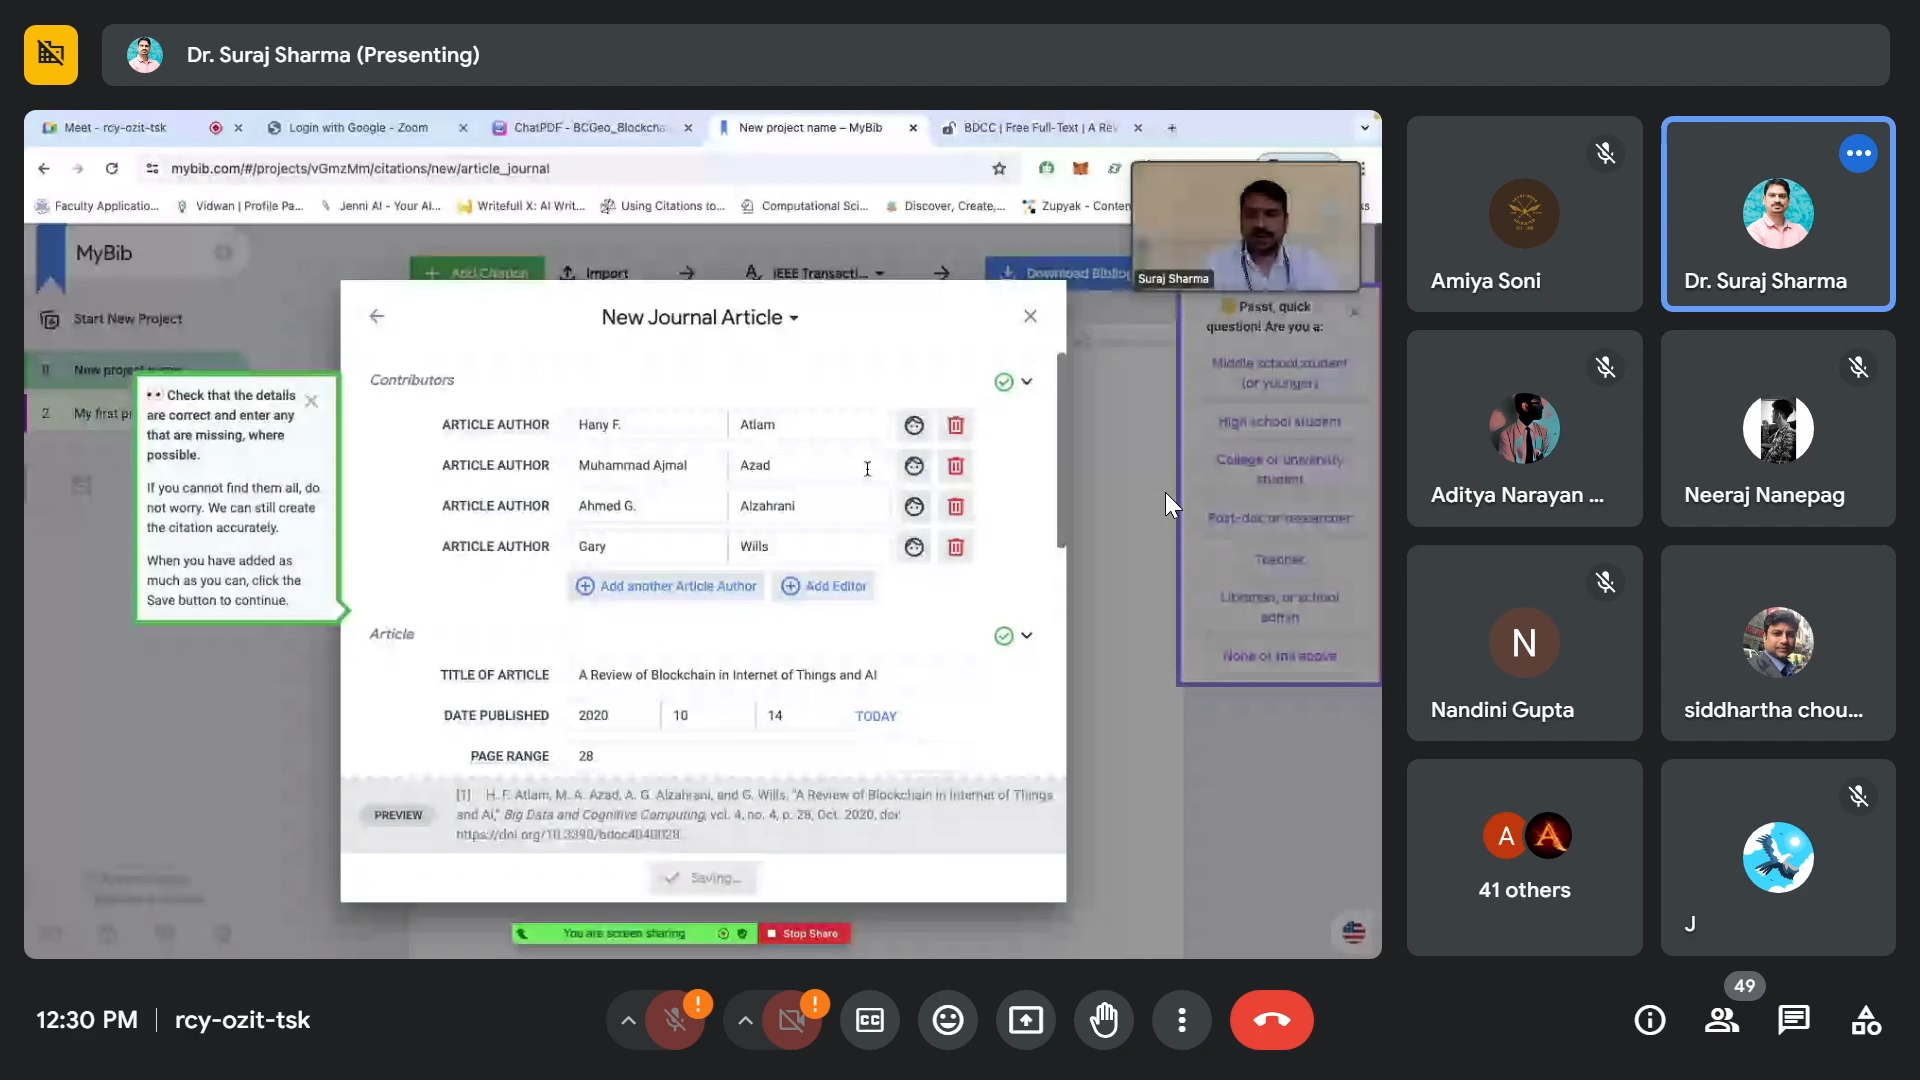 Dr. Suraj Sharma (Presenting)
Meet - rcy-ozit-tsk
Login with Google - Zoom
ChatPDF - BCGeo_Blockcha
New project name – MyBib
BDCC | Free Full-Text | A Rev
mybib.com/#/projects/vGmzMm/citations/new/article_journal
Faculty Applicatio...
Vidwan | Profile Pa...
Jenni AI - Your AI...
Writefull X: AI Writ...
Using Citations to...
Computational Sci...
Discover, Create,...
Zupyak - Conten
MyBib
Add Citation
Import
IEEE Transacti...
Download Bibliog
Suraj Sharma
Start New Project
New project
2
My first p
👀 Check that the details
are correct and enter any
that are missing, where
possible.
If you cannot find them all, do
not worry. We can still create
the citation accurately.
When you have added as
much as you can, click the
Save button to continue.
New Journal Article
Contributors
ARTICLE AUTHOR Hany F. Atlam
ARTICLE AUTHOR Muhammad Ajmal Azad
ARTICLE AUTHOR Ahmed G. Alzahrani
ARTICLE AUTHOR Gary Wills
Add another Article Author Add Editor
Article
TITLE OF ARTICLE A Review of Blockchain in Internet of Things and AI
DATE PUBLISHED 2020 10 14 TODAY
PAGE RANGE 28
PREVIEW
[1] H. F. Atlam, M. A. Azad, A. G. Alzahrani, and G. Wills, "A Review of Blockchain in Internet of Things
and AI," Big Data and Cognitive Computing, vol. 4, no. 4, p. 28, Oct. 2020, doi:
https://doi.org/10.3390/bdcc4040028.
Saving...
Pssst, quick
question! Are you a:
Middle school student
(or younger)
High school student
College or university
student
Post-doc or researcher
Teacher
Librarian, or school
admin
None of the above
You are screen sharing
Stop Share
Amiya Soni
Dr. Suraj Sharma
Aditya Narayan ...
Neeraj Nanepag
N
Nandini Gupta
siddhartha chou...
A
41 others
J
12:30 PM | rcy-ozit-tsk
CC
49